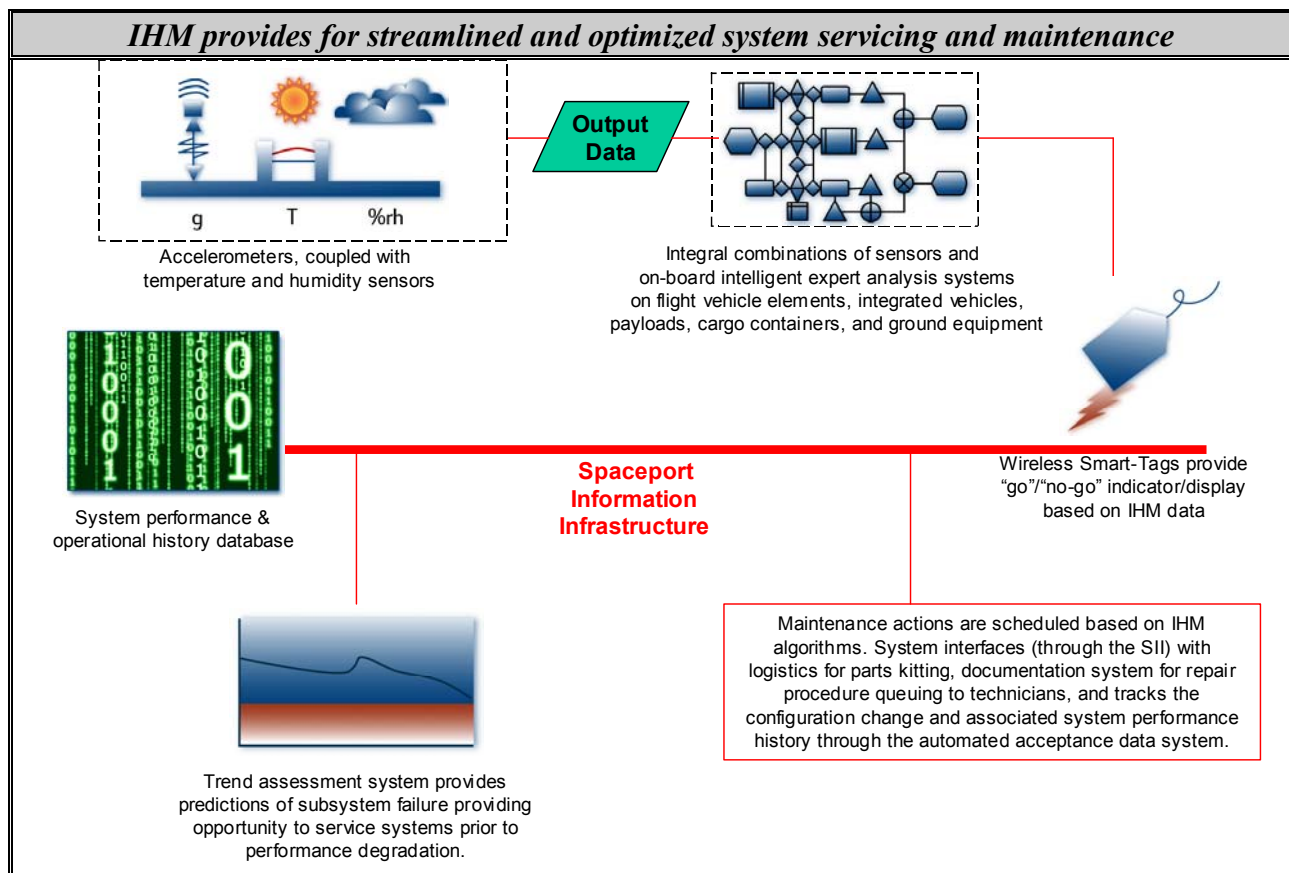 IHM provides for streamlined and optimized system servicing and maintenance
g
T
%rh
Accelerometers, coupled with
temperature and humidity sensors
Output
Data
Integral combinations of sensors and
on-board intelligent expert analysis systems
on flight vehicle elements, integrated vehicles,
payloads, cargo containers, and ground equipment
System performance &
operational history database
Spaceport
Information
Infrastructure
Wireless Smart-Tags provide
“go”/“no-go” indicator/display
based on IHM data
Trend assessment system provides
predictions of subsystem failure providing
opportunity to service systems prior to
performance degradation.
Maintenance actions are scheduled based on IHM
algorithms. System interfaces (through the SII) with
logistics for parts kitting, documentation system for repair
procedure queuing to technicians, and tracks the
configuration change and associated system performance
history through the automated acceptance data system.